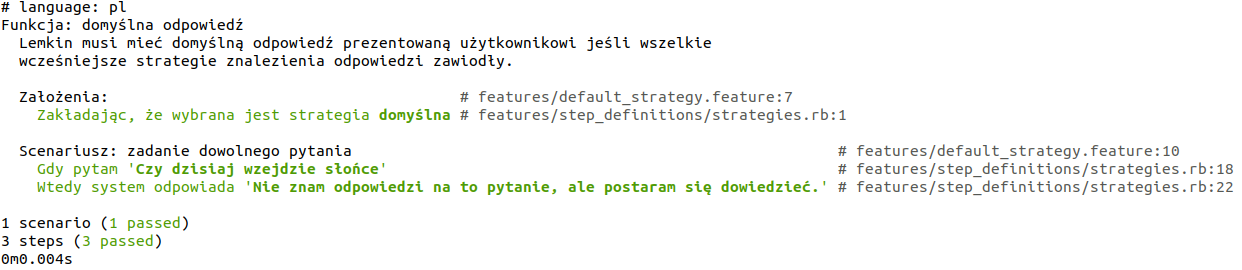 # language: pl
Funkcja: domyślna odpowiedź
Lemkin musi mieć domyślną odpowiedź prezentowaną użytkownikowi jeśli wszelkie
wcześniejsze strategie znalezienia odpowiedzi zawiodły.
Założenia: # features/default_strategy.feature:7
Zakładając, że wybrana jest strategia domyślna # features/step_definitions/strategies.rb:1
Scenariusz: zadanie dowolnego pytania # features/default_strategy.feature:10
Gdy pytam 'Czy dzisiaj wzejdzie słońce' # features/step_definitions/strategies.rb:18
Wtedy system odpowiada 'Nie znam odpowiedzi na to pytanie, ale postaram się dowiedzieć.' # features/step_definitions/strategies.rb:22
1 scenario (1 passed)
3 steps (3 passed)
0m0.004s